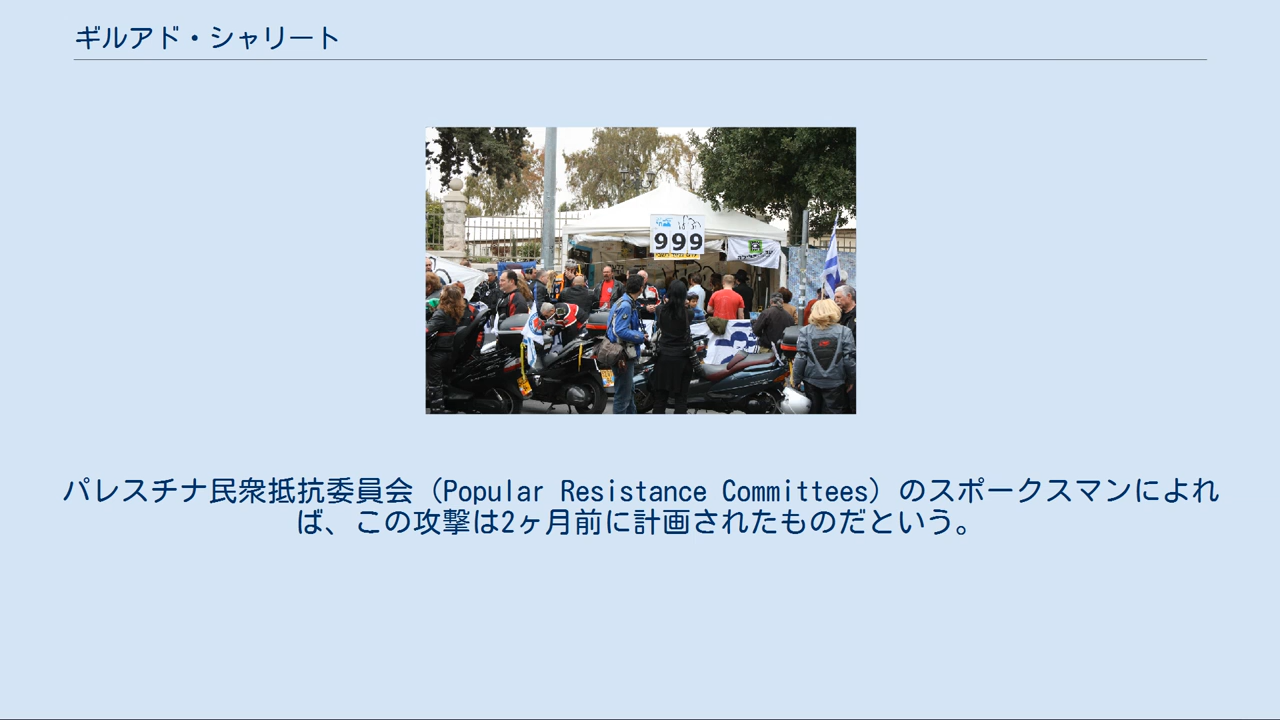 ギルアド・シャリート
999
パレスチナ民衆抵抗委員会（Popular Resistance Committees）のスポークスマンによれ
ば、この攻撃は2ヶ月前に計画されたものだという。